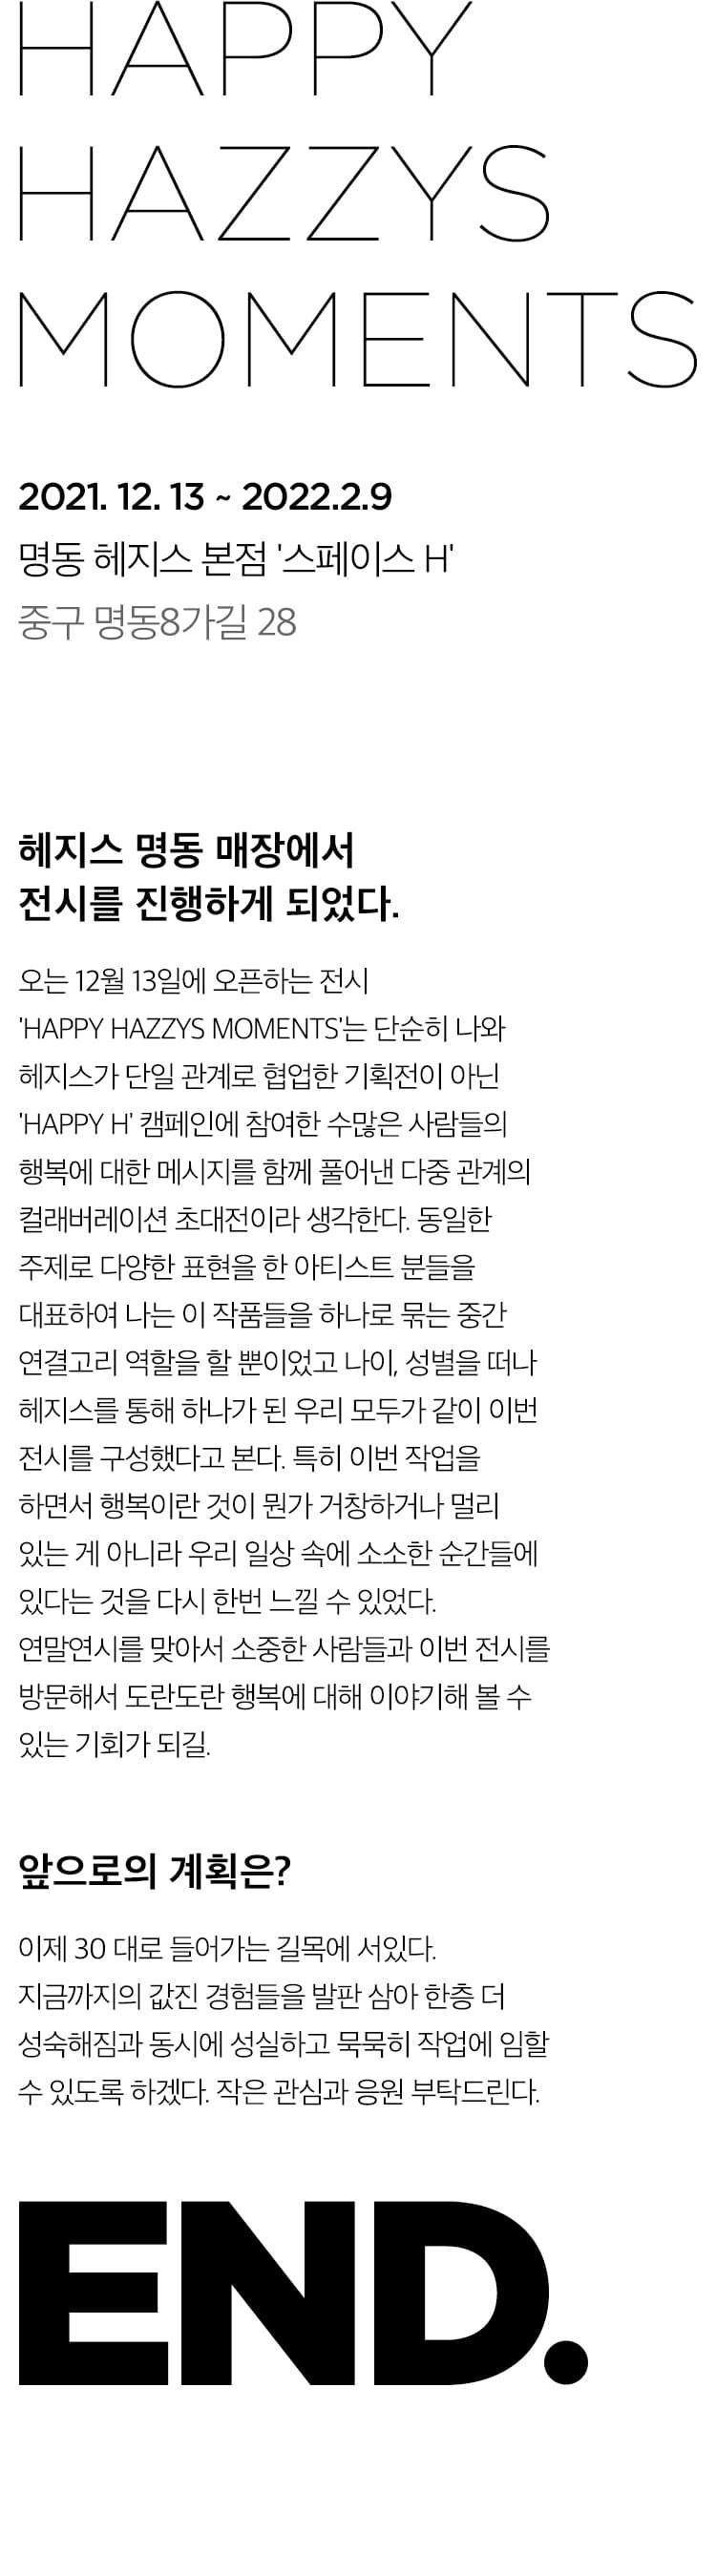 HAPPY
HAZZYS
MOMENTS
2021. 12. 13 ~ 2022.2.9
명동 헤지스 본점 '스페이스 H'
중구 명동8가길 28
헤지스 명동 매장에서
전시를 진행하게 되었다.
오는 12월 13일에 오픈하는 전시
'HAPPY HAZZYS MOMENTS'는 단순히 나와
헤지스가 단일 관계로 협업한 기획전이 아닌
'HAPPY H' 캠페인에 참여한 수많은 사람들의
행복에 대한 메시지를 함께 풀어낸 다중 관계의
컬래버레이션 초대전이라 생각한다. 동일한
주제로 다양한 표현을 한 아티스트 분들을
대표하여 나는 이 작품들을 하나로 묶는 중간
연결고리 역할을 할 뿐이었고 나이, 성별을 떠나
헤지스를 통해 하나가 된 우리 모두가 같이 이번
전시를 구성했다고 본다. 특히 이번 작업을
하면서 행복이란 것이 뭔가 거창하거나 멀리
있는 게 아니라 우리 일상 속에 소소한 순간들에
있다는 것을 다시 한번 느낄 수 있었다.
연말연시를 맞아서 소중한 사람들과 이번 전시를
방문해서 도란도란 행복에 대해 이야기해 볼 수
있는 기회가 되길.
앞으로의 계획은?
이제 30 대로 들어가는 길목에 서있다.
지금까지의 값진 경험들을 발판 삼아 한층 더
성숙해짐과 동시에 성실하고 묵묵히 작업에 임할
수 있도록 하겠다. 작은 관심과 응원 부탁드린다.
END.